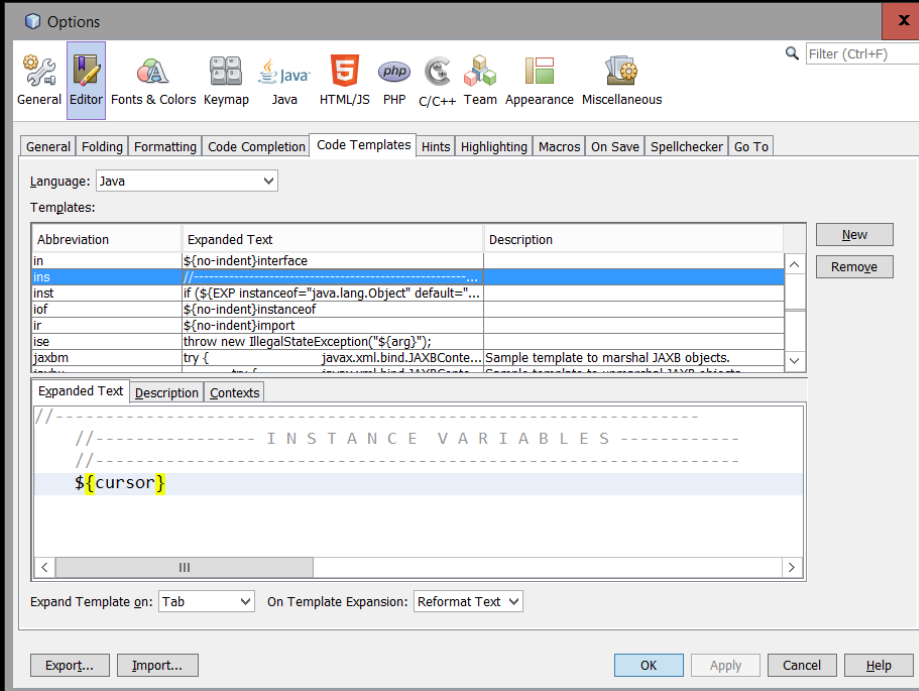 Options
x
Filter (Ctrl+F)
Java
5
php
General Editor Fonts & Colors Keymap Java HTML/JS PHP C/C++ Team Appearance Miscellaneous
General Folding Formatting Code Completion Code Templates Hints Highlighting Macros On Save Spellchecker Go To
Language: Java
Templates:
Abbreviation Expanded Text Description
in ${no-indent}interface
ins //----------------------------------------------------...
inst if (${EXP instanceof="java.lang.Object" default="...
iof ${no-indent}instanceof
ir ${no-indent}import
ise throw new IllegalStateException("${arg}");
jaxbm try { javax.xml.bind.JAXBConte... Sample template to marshal JAXB objects.
Expanded Text Description Contexts
//----------------------------------------------------------------
//---------------- I N S T A N C E   V A R I A B L E S ------------
//----------------------------------------------------------------
${cursor}
Expand Template on: Tab On Template Expansion: Reformat Text
Export... Import... OK Apply Cancel Help
New
Remove